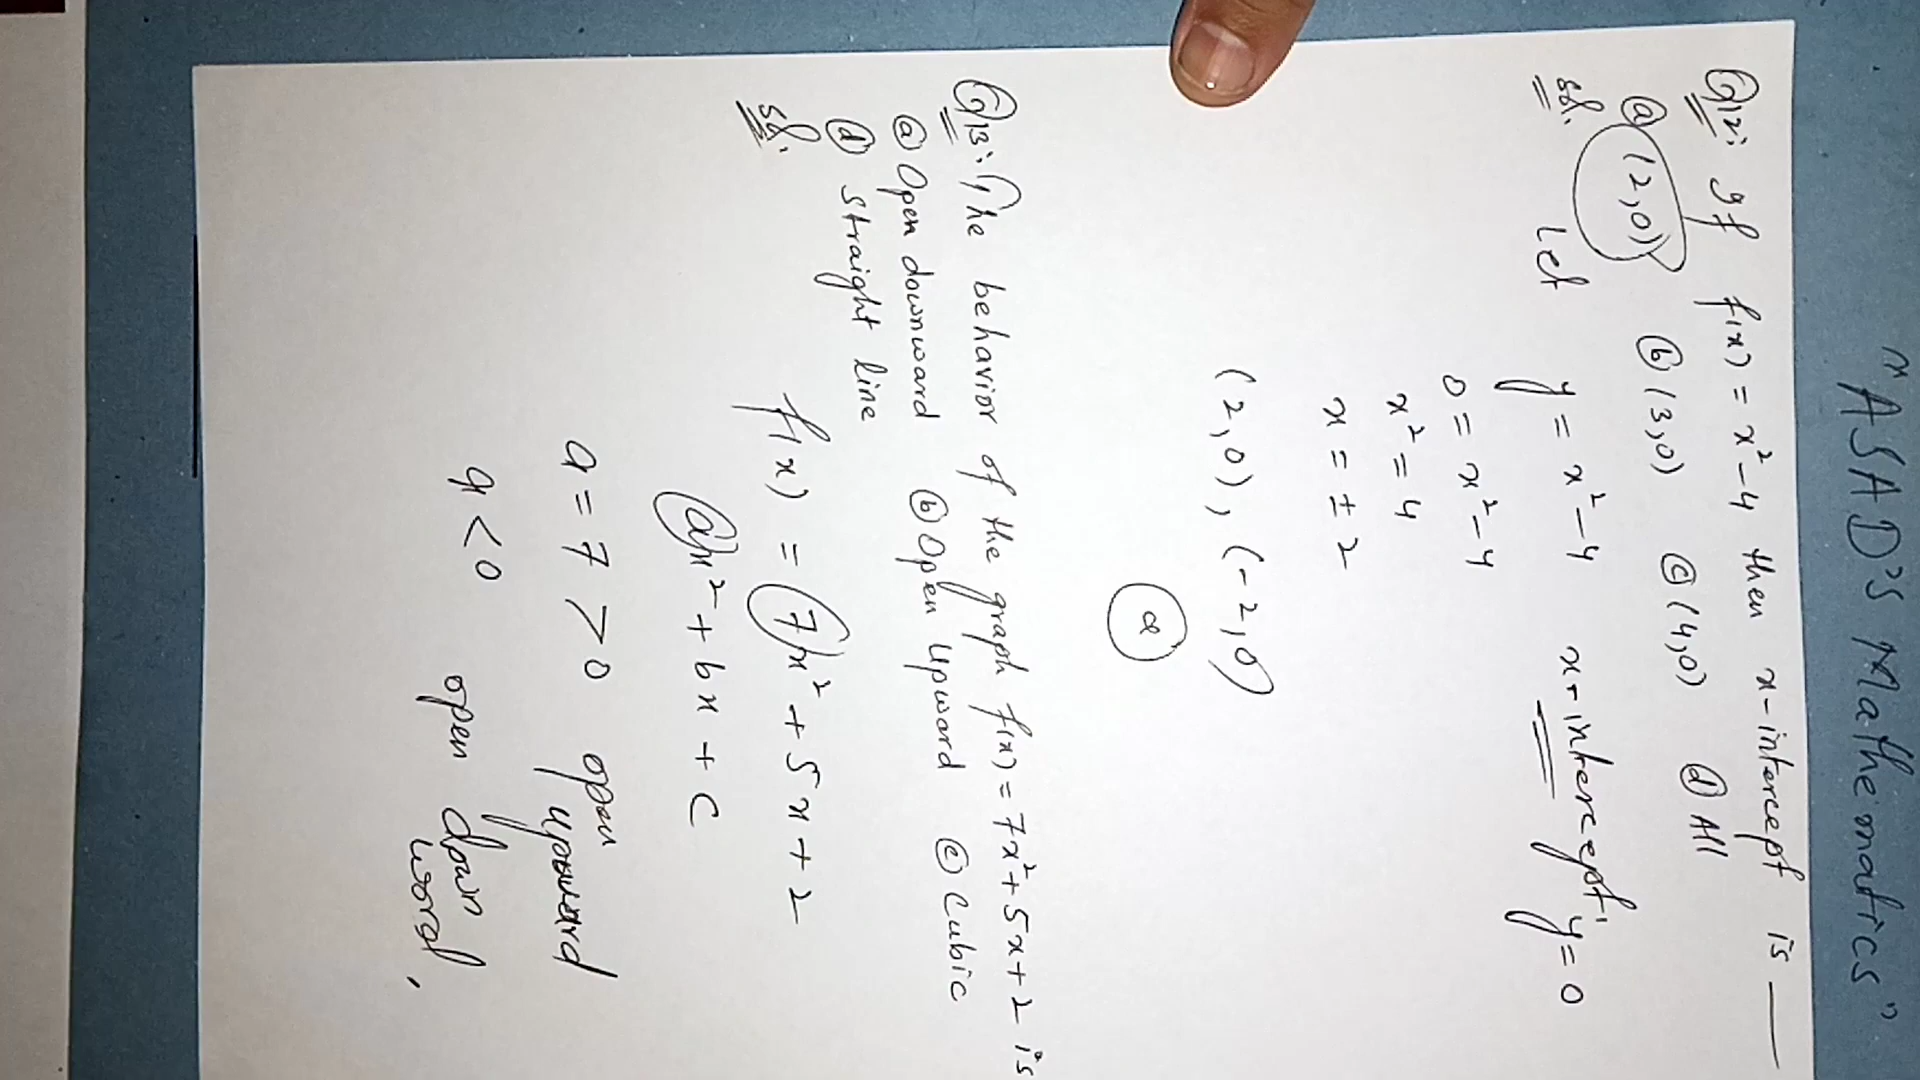 "ASAD's Mathematics"
Q12: If f(x) = x² - 4 then x-intercept is ___
(a) (2,0) (b) (3,0) (c) (4,0) (d) All
Sol. Let y = x² - 4 x-intercept, y = 0
0 = x² - 4
x² = 4
x = ± 2
(2,0), (-2,0)
a
Q13: The behavior of the graph f(x) = 7x² + 5x + 2 is
(a) Open downward (b) Open upward (c) Cubic
(d) Straight line
Sol. f(x) = 7x² + 5x + 2
ax² + bx + c
a = 7 > 0 open upward
a < 0 open down word,